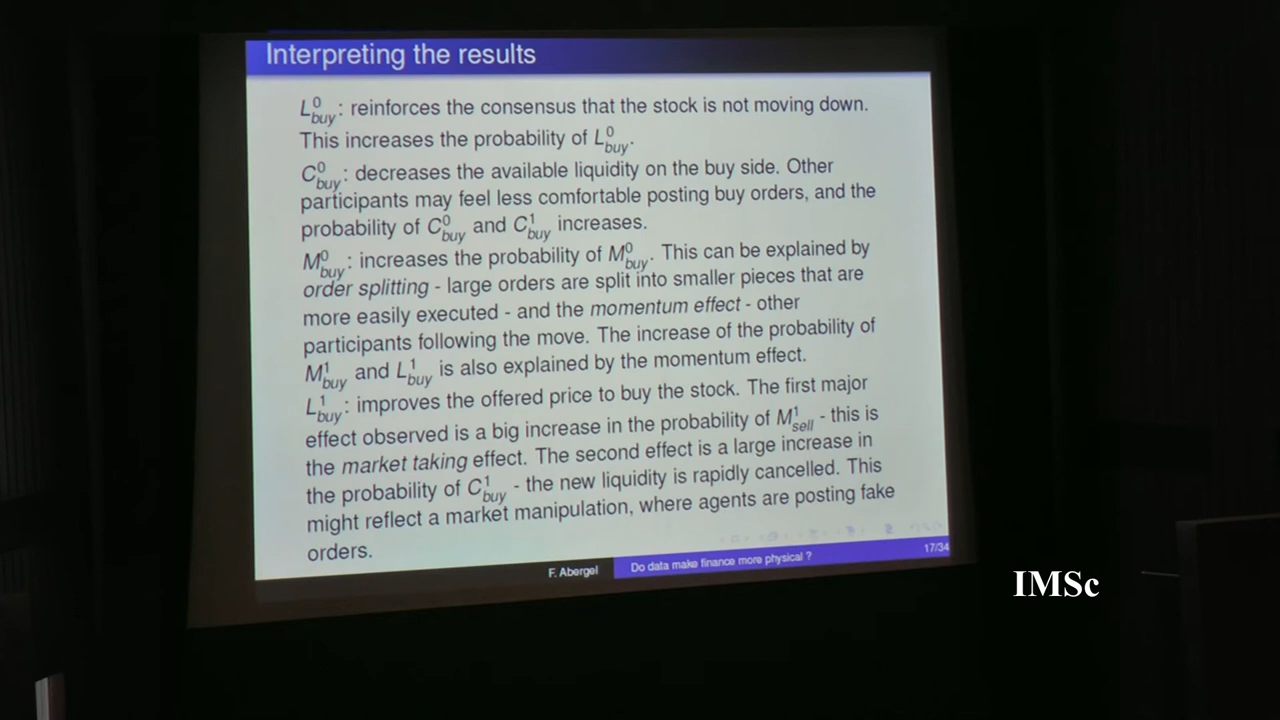 Interpreting the results
L⁰buy : reinforces the consensus that the stock is not moving down.
This increases the probability of L⁰buy.
C⁰buy : decreases the available liquidity on the buy side. Other
participants may feel less comfortable posting buy orders, and the
probability of C⁰buy and C¹buy increases.
M⁰buy : increases the probability of M⁰buy. This can be explained by
order splitting - large orders are split into smaller pieces that are
more easily executed - and the momentum effect - other
participants following the move. The increase of the probability of
M¹buy and L¹buy is also explained by the momentum effect.
L¹buy : improves the offered price to buy the stock. The first major
effect observed is a big increase in the probability of M¹sell - this is
the market taking effect. The second effect is a large increase in
the probability of C¹buy - the new liquidity is rapidly cancelled. This
might reflect a market manipulation, where agents are posting fake
orders.
F. Abergel Do data make finance more physical ? 17/34
IMSc